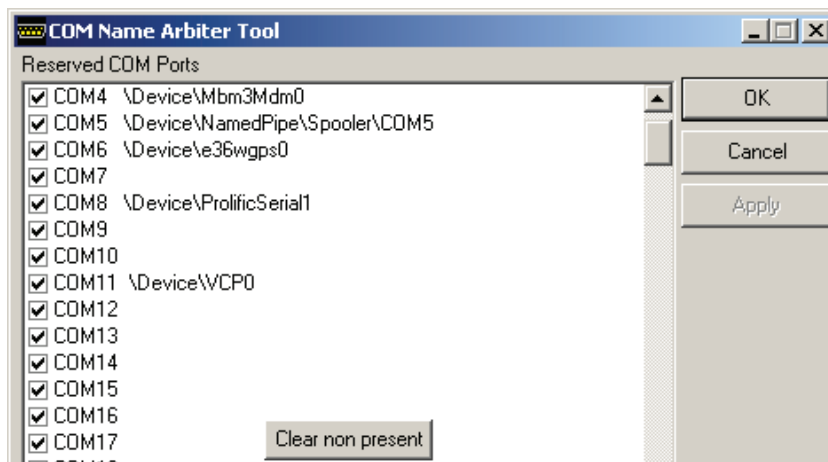 COM Name Arbiter Tool
Reserved COM Ports
COM4 \Device\Mbm3Mdm0
COM5 \Device\NamedPipe\Spooler\COM5
COM6 \Device\e36wgps0
COM7
COM8 \Device\ProlificSerial1
COM9
COM10
COM11 \Device\VCP0
COM12
COM13
COM14
COM15
COM16
COM17
Clear non present
OK
Cancel
Apply